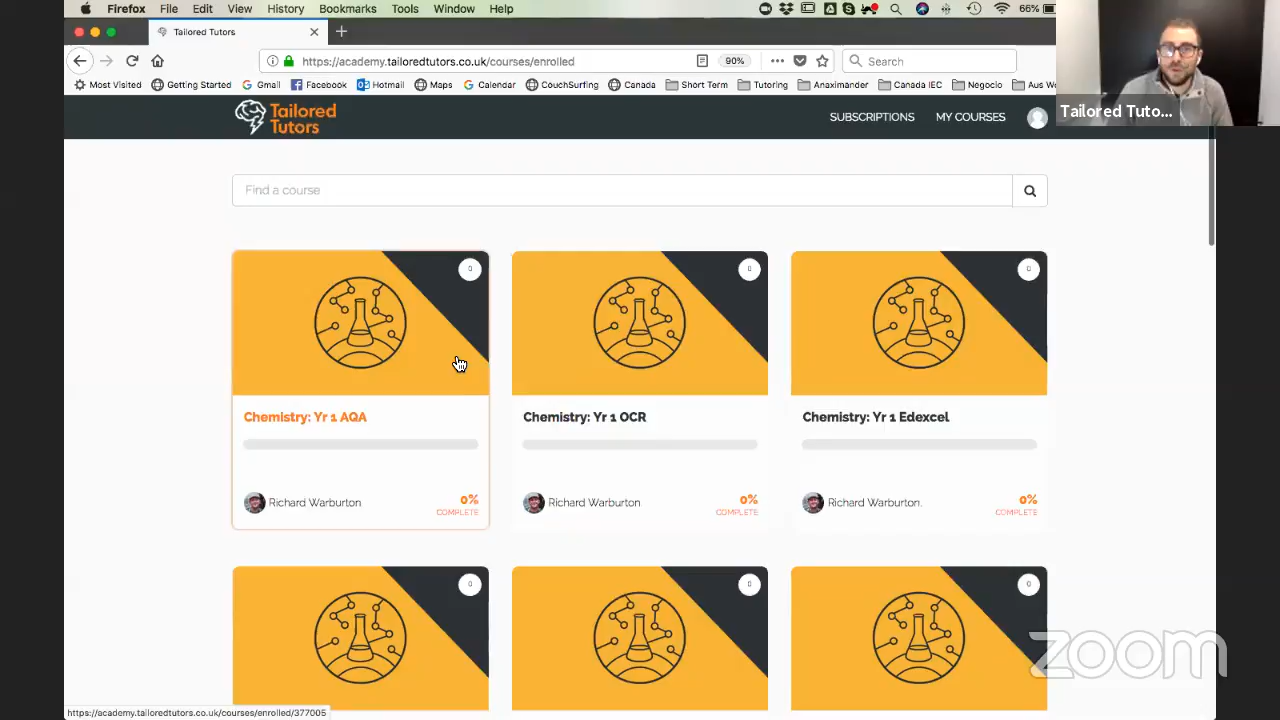 Firefox File Edit View History Bookmarks Tools Window Help 66%
Tailored Tutors
https://academy.tailoredtutors.co.uk/courses/enrolled 90% Search
Most Visited Getting Started Gmail Facebook Hotmail Maps Calendar CouchSurfing Canada Short Term Tutoring Anaximander Canada IEC Negocio Aus Wo
Tailored Tuto...
Tailored
Tutors
SUBSCRIPTIONS MY COURSES
Find a course
Chemistry: Yr 1 AQA Chemistry: Yr 1 OCR Chemistry: Yr 1 Edexcel
Richard Warburton 0% Richard Warburton 0% Richard Warburton. 0%
COMPLETE COMPLETE COMPLETE
zoom
https://academy.tailoredtutors.co.uk/courses/enrolled/377005